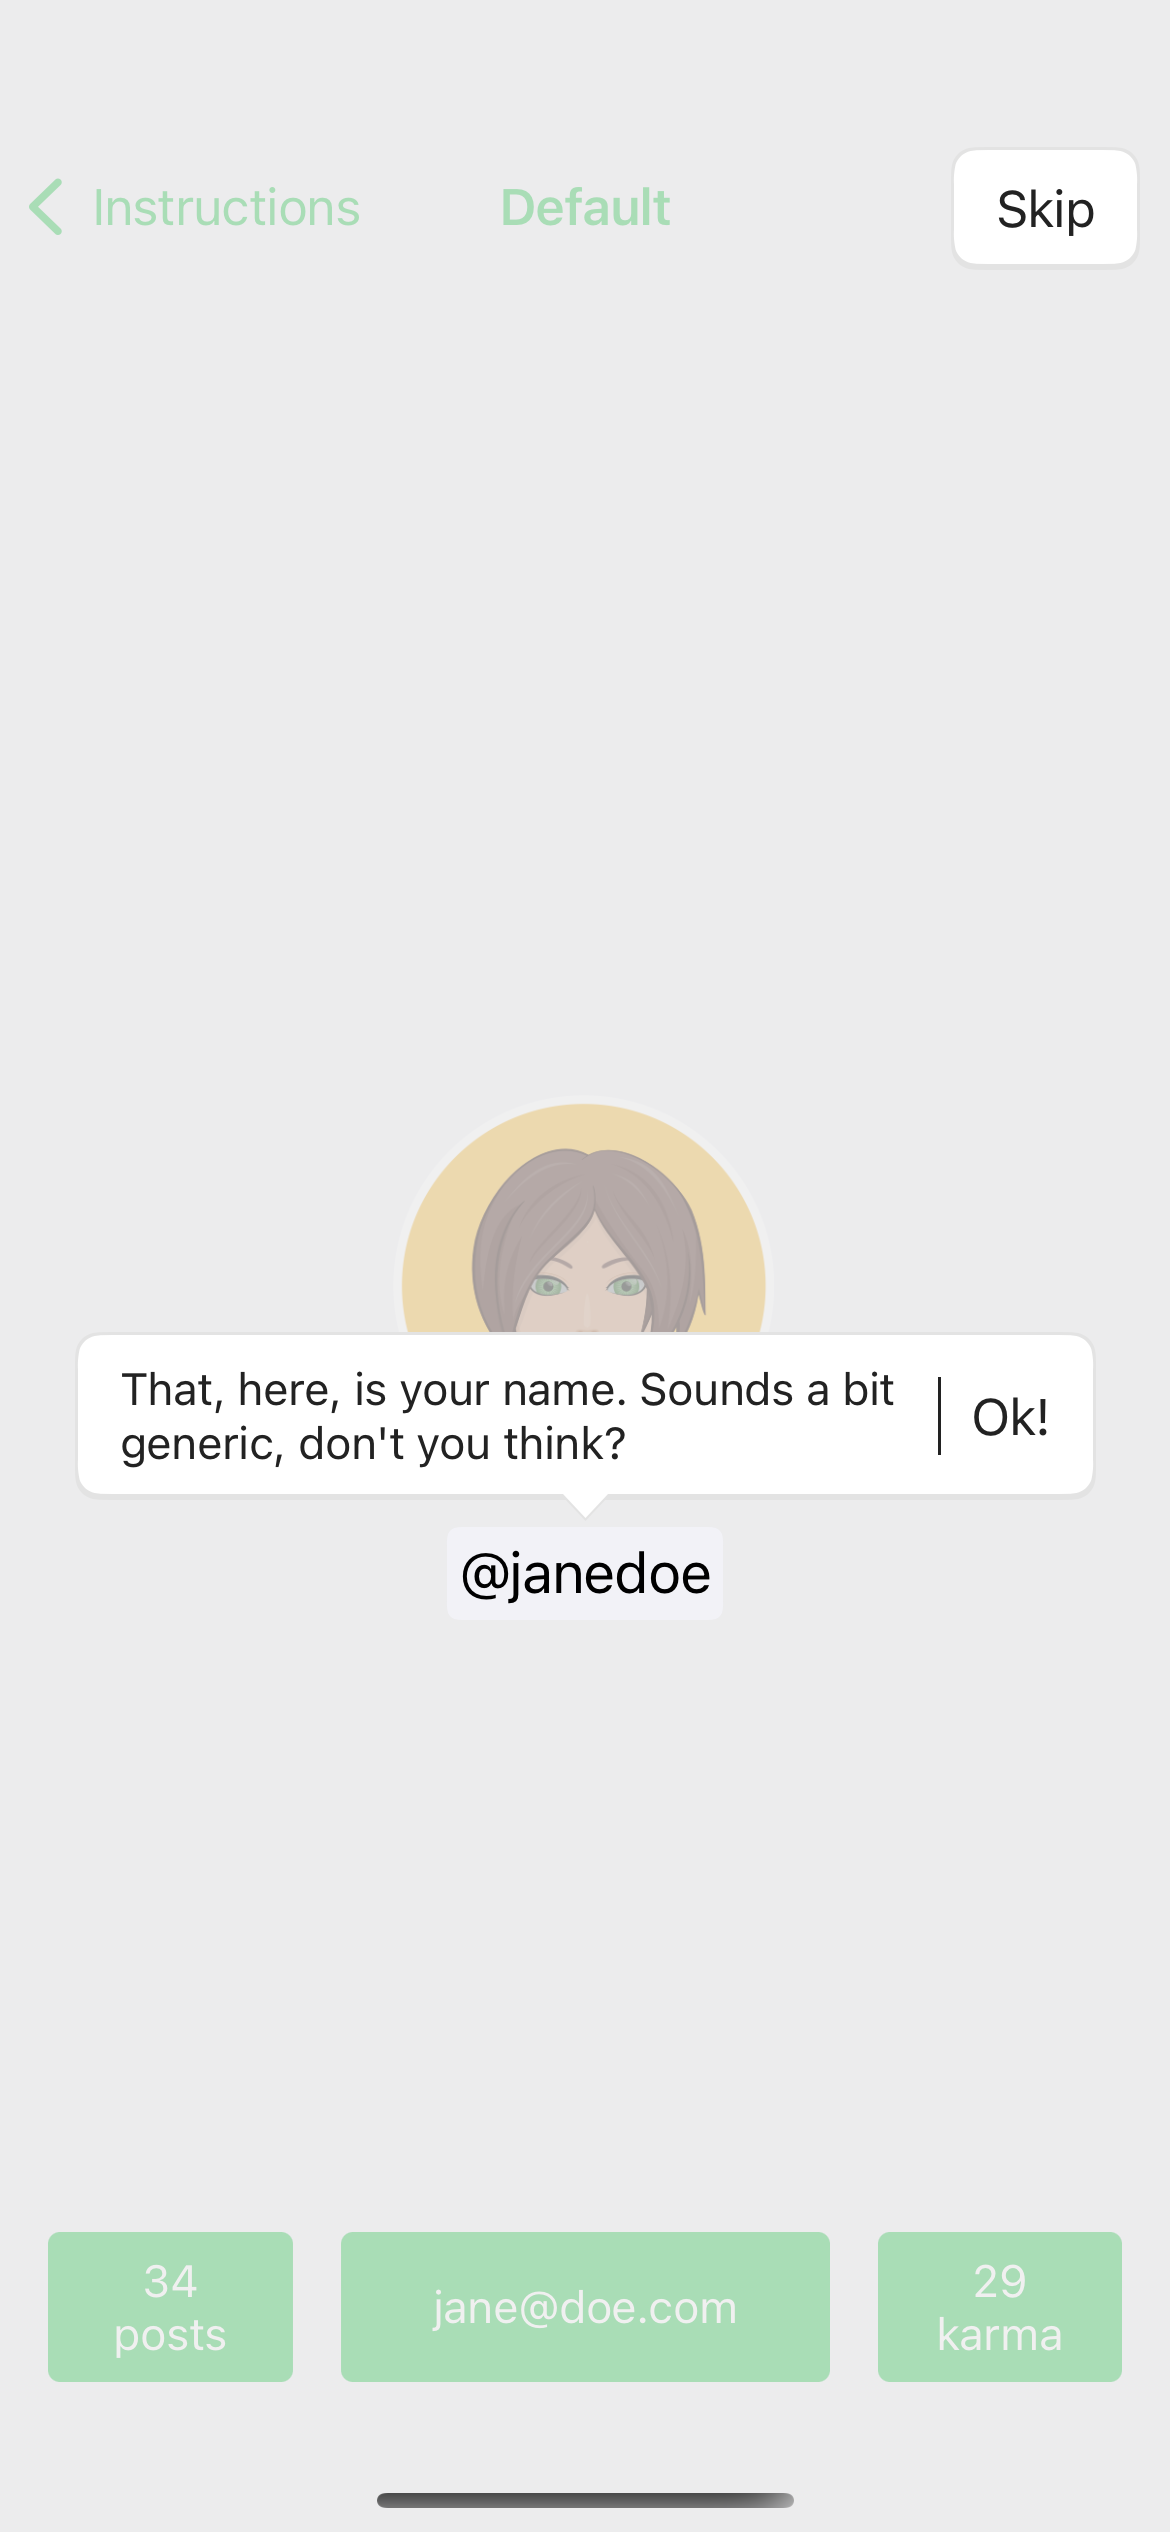 Instructions
Default
Skip
That, here, is your name. Sounds a bit
generic, don't you think?
Ok!
@janedoe
34
posts
jane@doe.com
29
karma